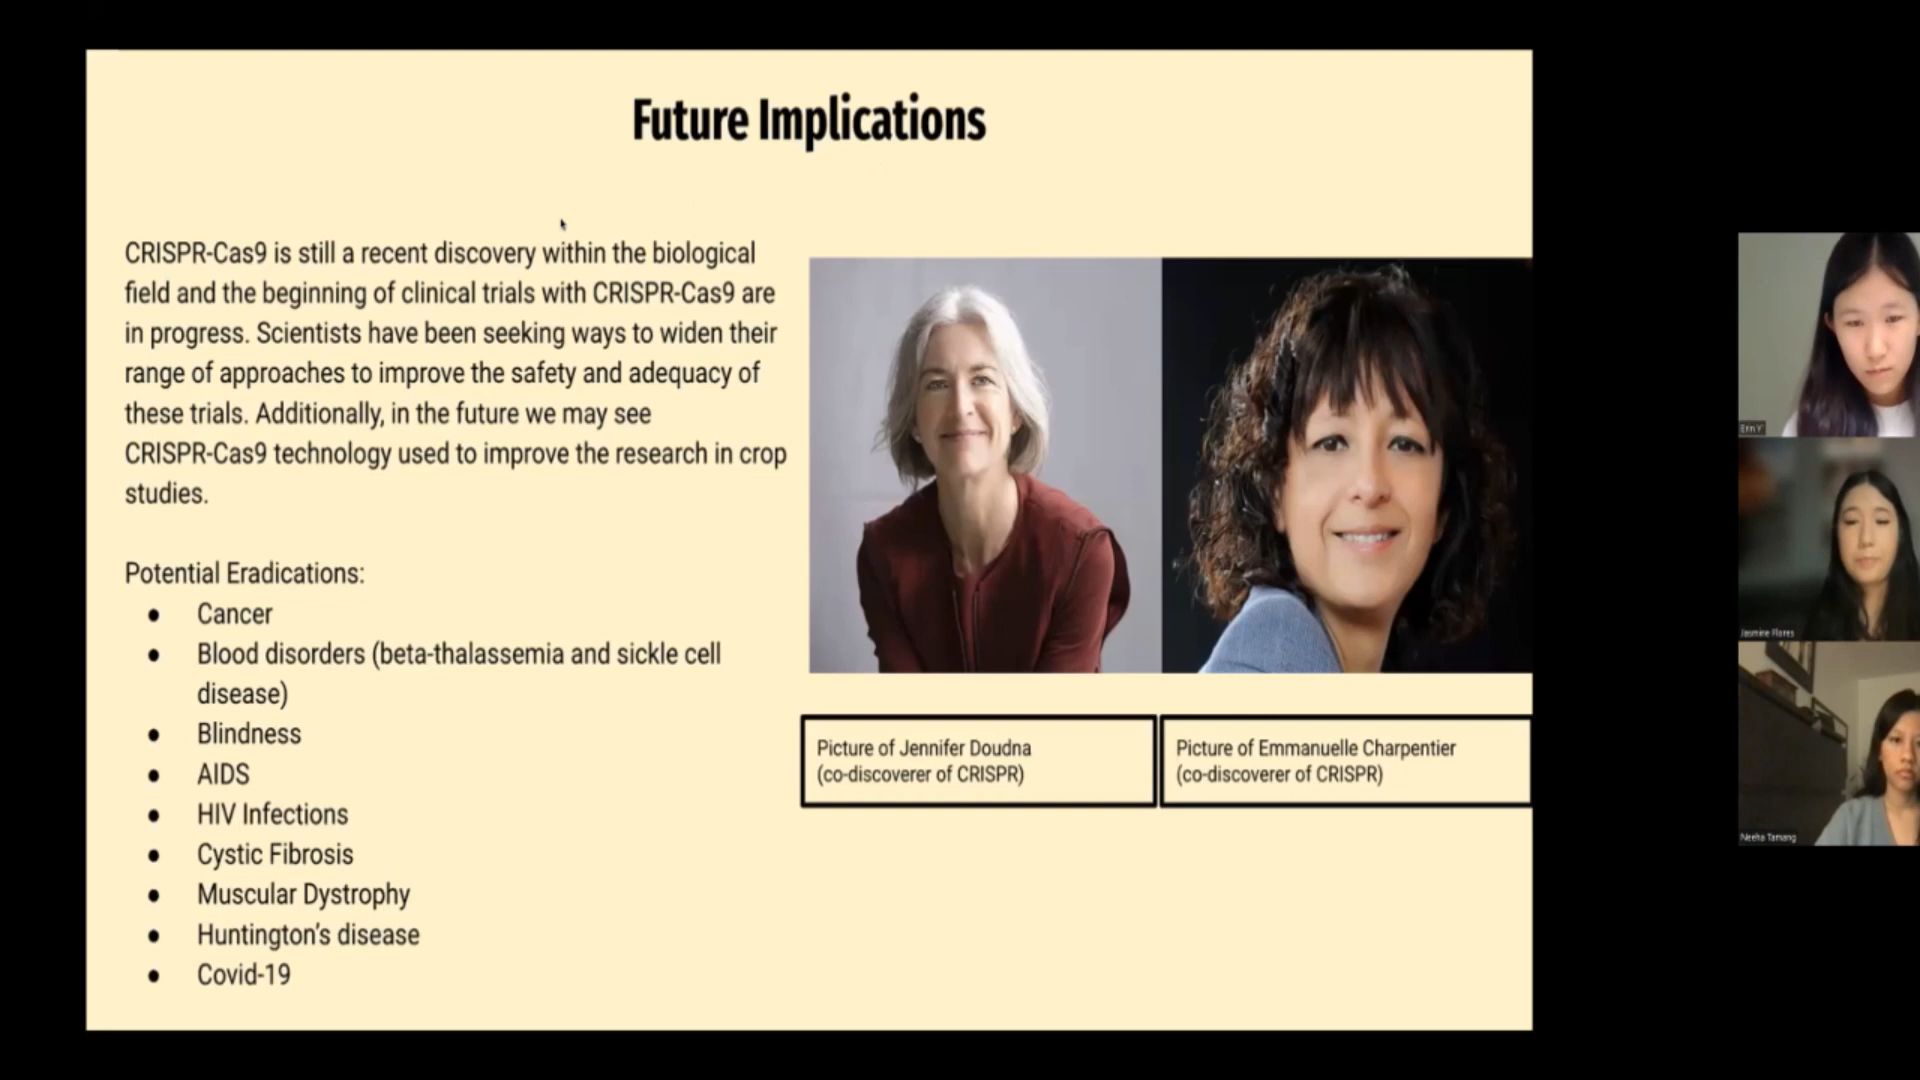 Future Implications
CRISPR-Cas9 is still a recent discovery within the biological
field and the beginning of clinical trials with CRISPR-Cas9 are
in progress. Scientists have been seeking ways to widen their
range of approaches to improve the safety and adequacy of
these trials. Additionally, in the future we may see
CRISPR-Cas9 technology used to improve the research in crop
studies.
Potential Eradications:
● Cancer
● Blood disorders (beta-thalassemia and sickle cell
disease)
● Blindness
● AIDS
● HIV Infections
● Cystic Fibrosis
● Muscular Dystrophy
● Huntington's disease
● Covid-19
Picture of Jennifer Doudna
(co-discoverer of CRISPR)
Picture of Emmanuelle Charpentier
(co-discoverer of CRISPR)
Jasmine Flores
Neeha Tamang